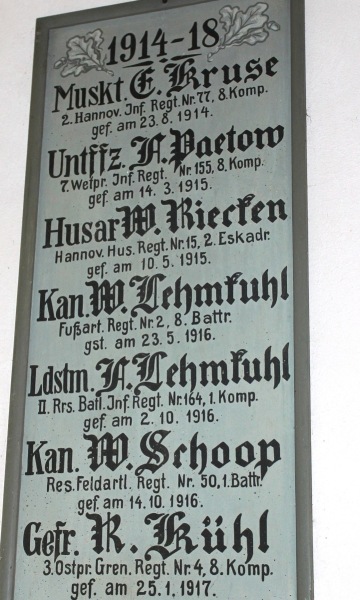 1914-18
Muskt. E. Kruse
2. Hannov. Inf. Regt. Nr. 77, 8. Komp.
gef. am 23.8.1914.
Untffz. F. Paetow
7. Wefpr. Inf. Regt. Nr. 155, 8. Komp.
gef. am 14.3.1915.
Husar W. Riecken
Hannov. Hus. Regt. Nr. 15, 2. Eskadr.
gef. am 10.5.1915.
Kan. W. Lehmkuhl
Fußart. Regt. Nr. 2, 8. Battr.
gst. am 23.5.1916.
Ldstm. F. Lehmkuhl
II. Rrs. Batl. Inf. Regt. Nr. 164, 1. Komp.
gef. am 2.10.1916.
Kan. W. Schoop
Res. Feldartl. Regt. Nr. 50, 1. Battr.
gef. am 14.10.1916.
Gefr. R. Kühl
3. Ostpr. Gren. Regt. Nr. 4, 8. Komp.
gef. am 25.1.1917.